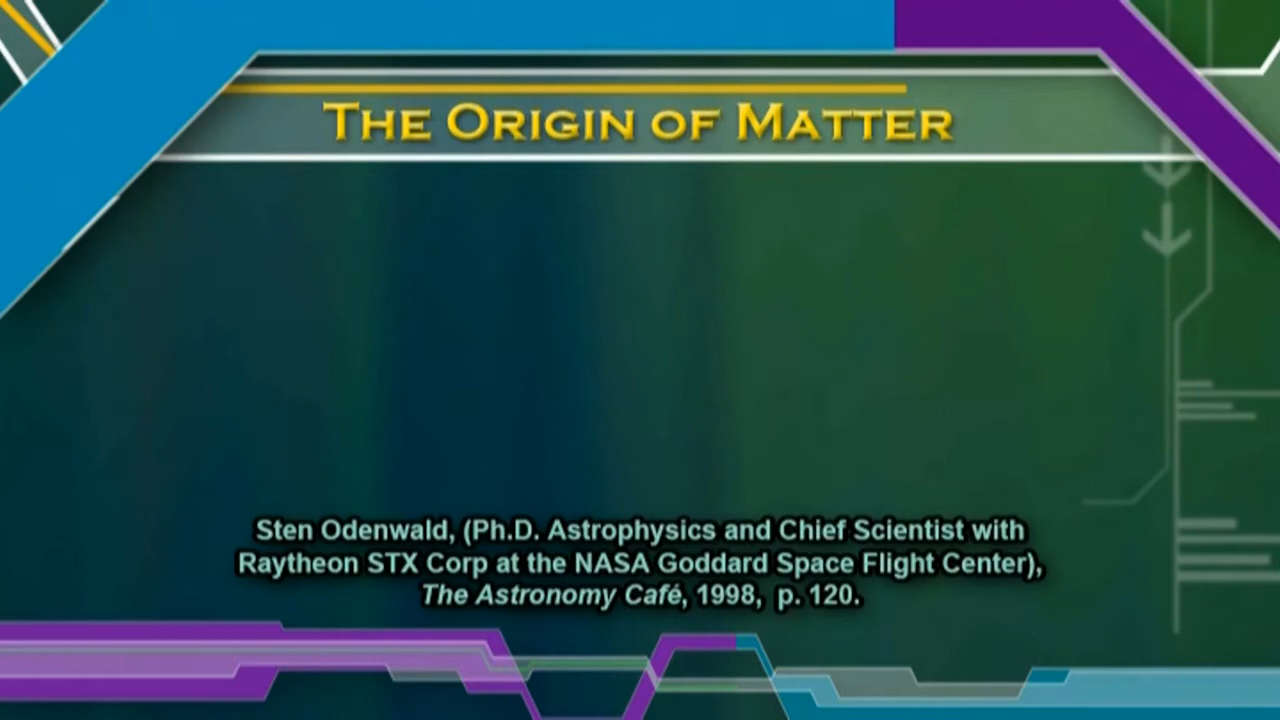 The Origin of Matter
Sten Odenwald, (Ph.D. Astrophysics and Chief Scientist with
Raytheon STX Corp at the NASA Goddard Space Flight Center),
The Astronomy Café, 1998, p. 120.